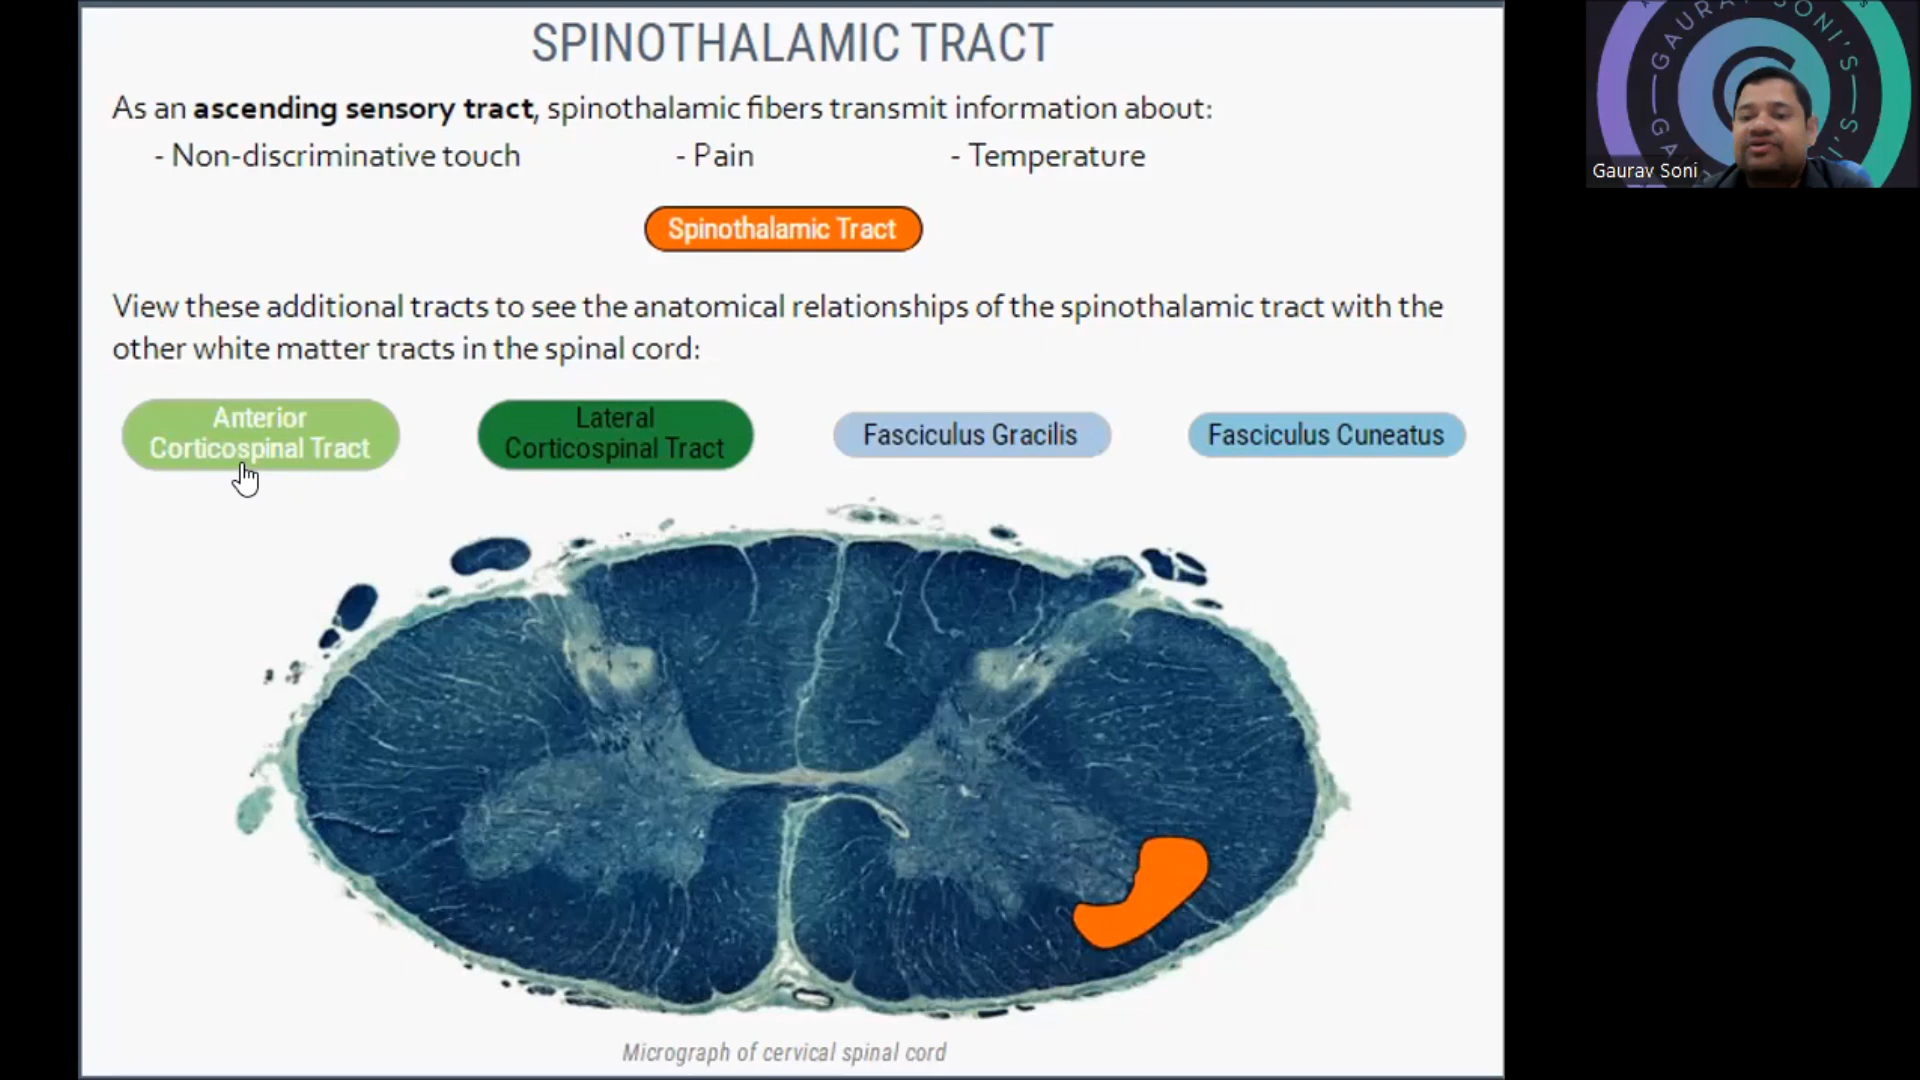 SPINOTHALAMIC TRACT
As an ascending sensory tract, spinothalamic fibers transmit information about:
- Non-discriminative touch - Pain - Temperature
Spinothalamic Tract
View these additional tracts to see the anatomical relationships of the spinothalamic tract with the
other white matter tracts in the spinal cord:
Anterior
Corticospinal Tract
Lateral
Corticospinal Tract
Fasciculus Gracilis
Fasciculus Cuneatus
Micrograph of cervical spinal cord
GAURAV SONI'S
Gaurav Soni